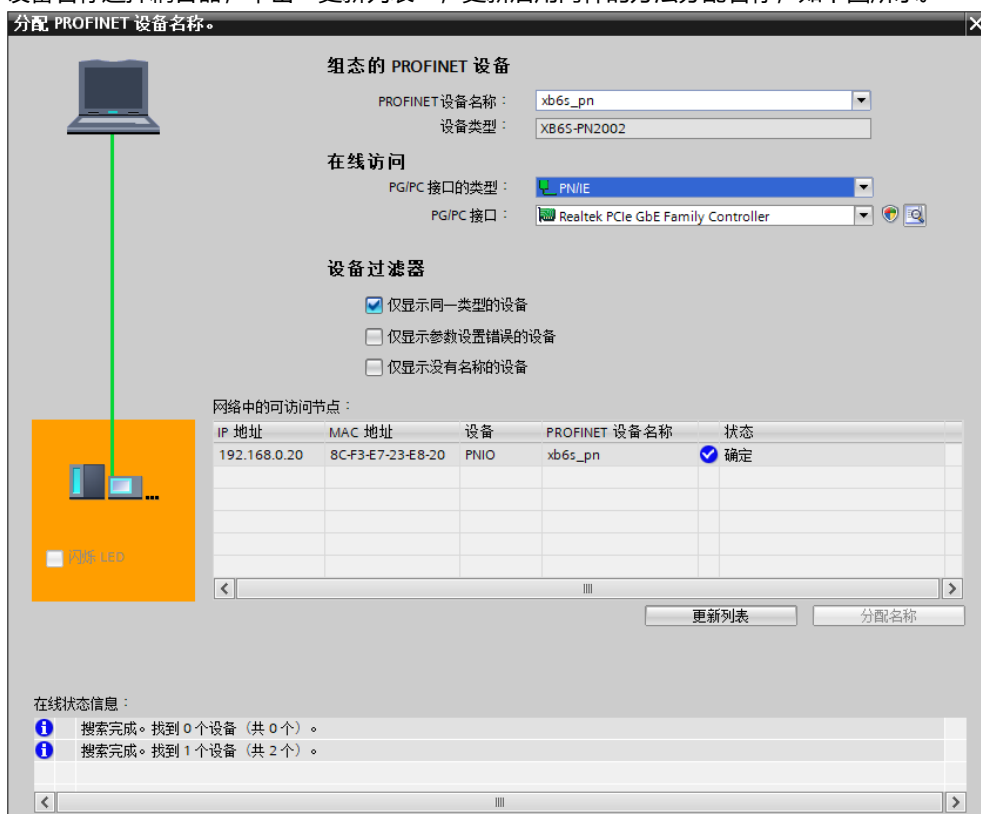 分配 PROFINET 设备名称。
组态的 PROFINET 设备
PROFINET设备名称： xb6s_pn
设备类型： XB6S-PN2002
在线访问
PG/PC 接口的类型： PN/IE
PG/PC 接口： Realtek PCIe GbE Family Controller
设备过滤器
仅显示同一类型的设备
仅显示参数设置错误的设备
仅显示没有名称的设备
网络中的可访问节点：
IP 地址 MAC 地址 设备 PROFINET 设备名称 状态
192.168.0.20 8C-F3-E7-23-E8-20 PNIO xb6s_pn 确定
闪烁 LED
更新列表 分配名称
在线状态信息：
搜索完成。找到 0 个设备（共 0 个）。
搜索完成。找到 1 个设备（共 2 个）。